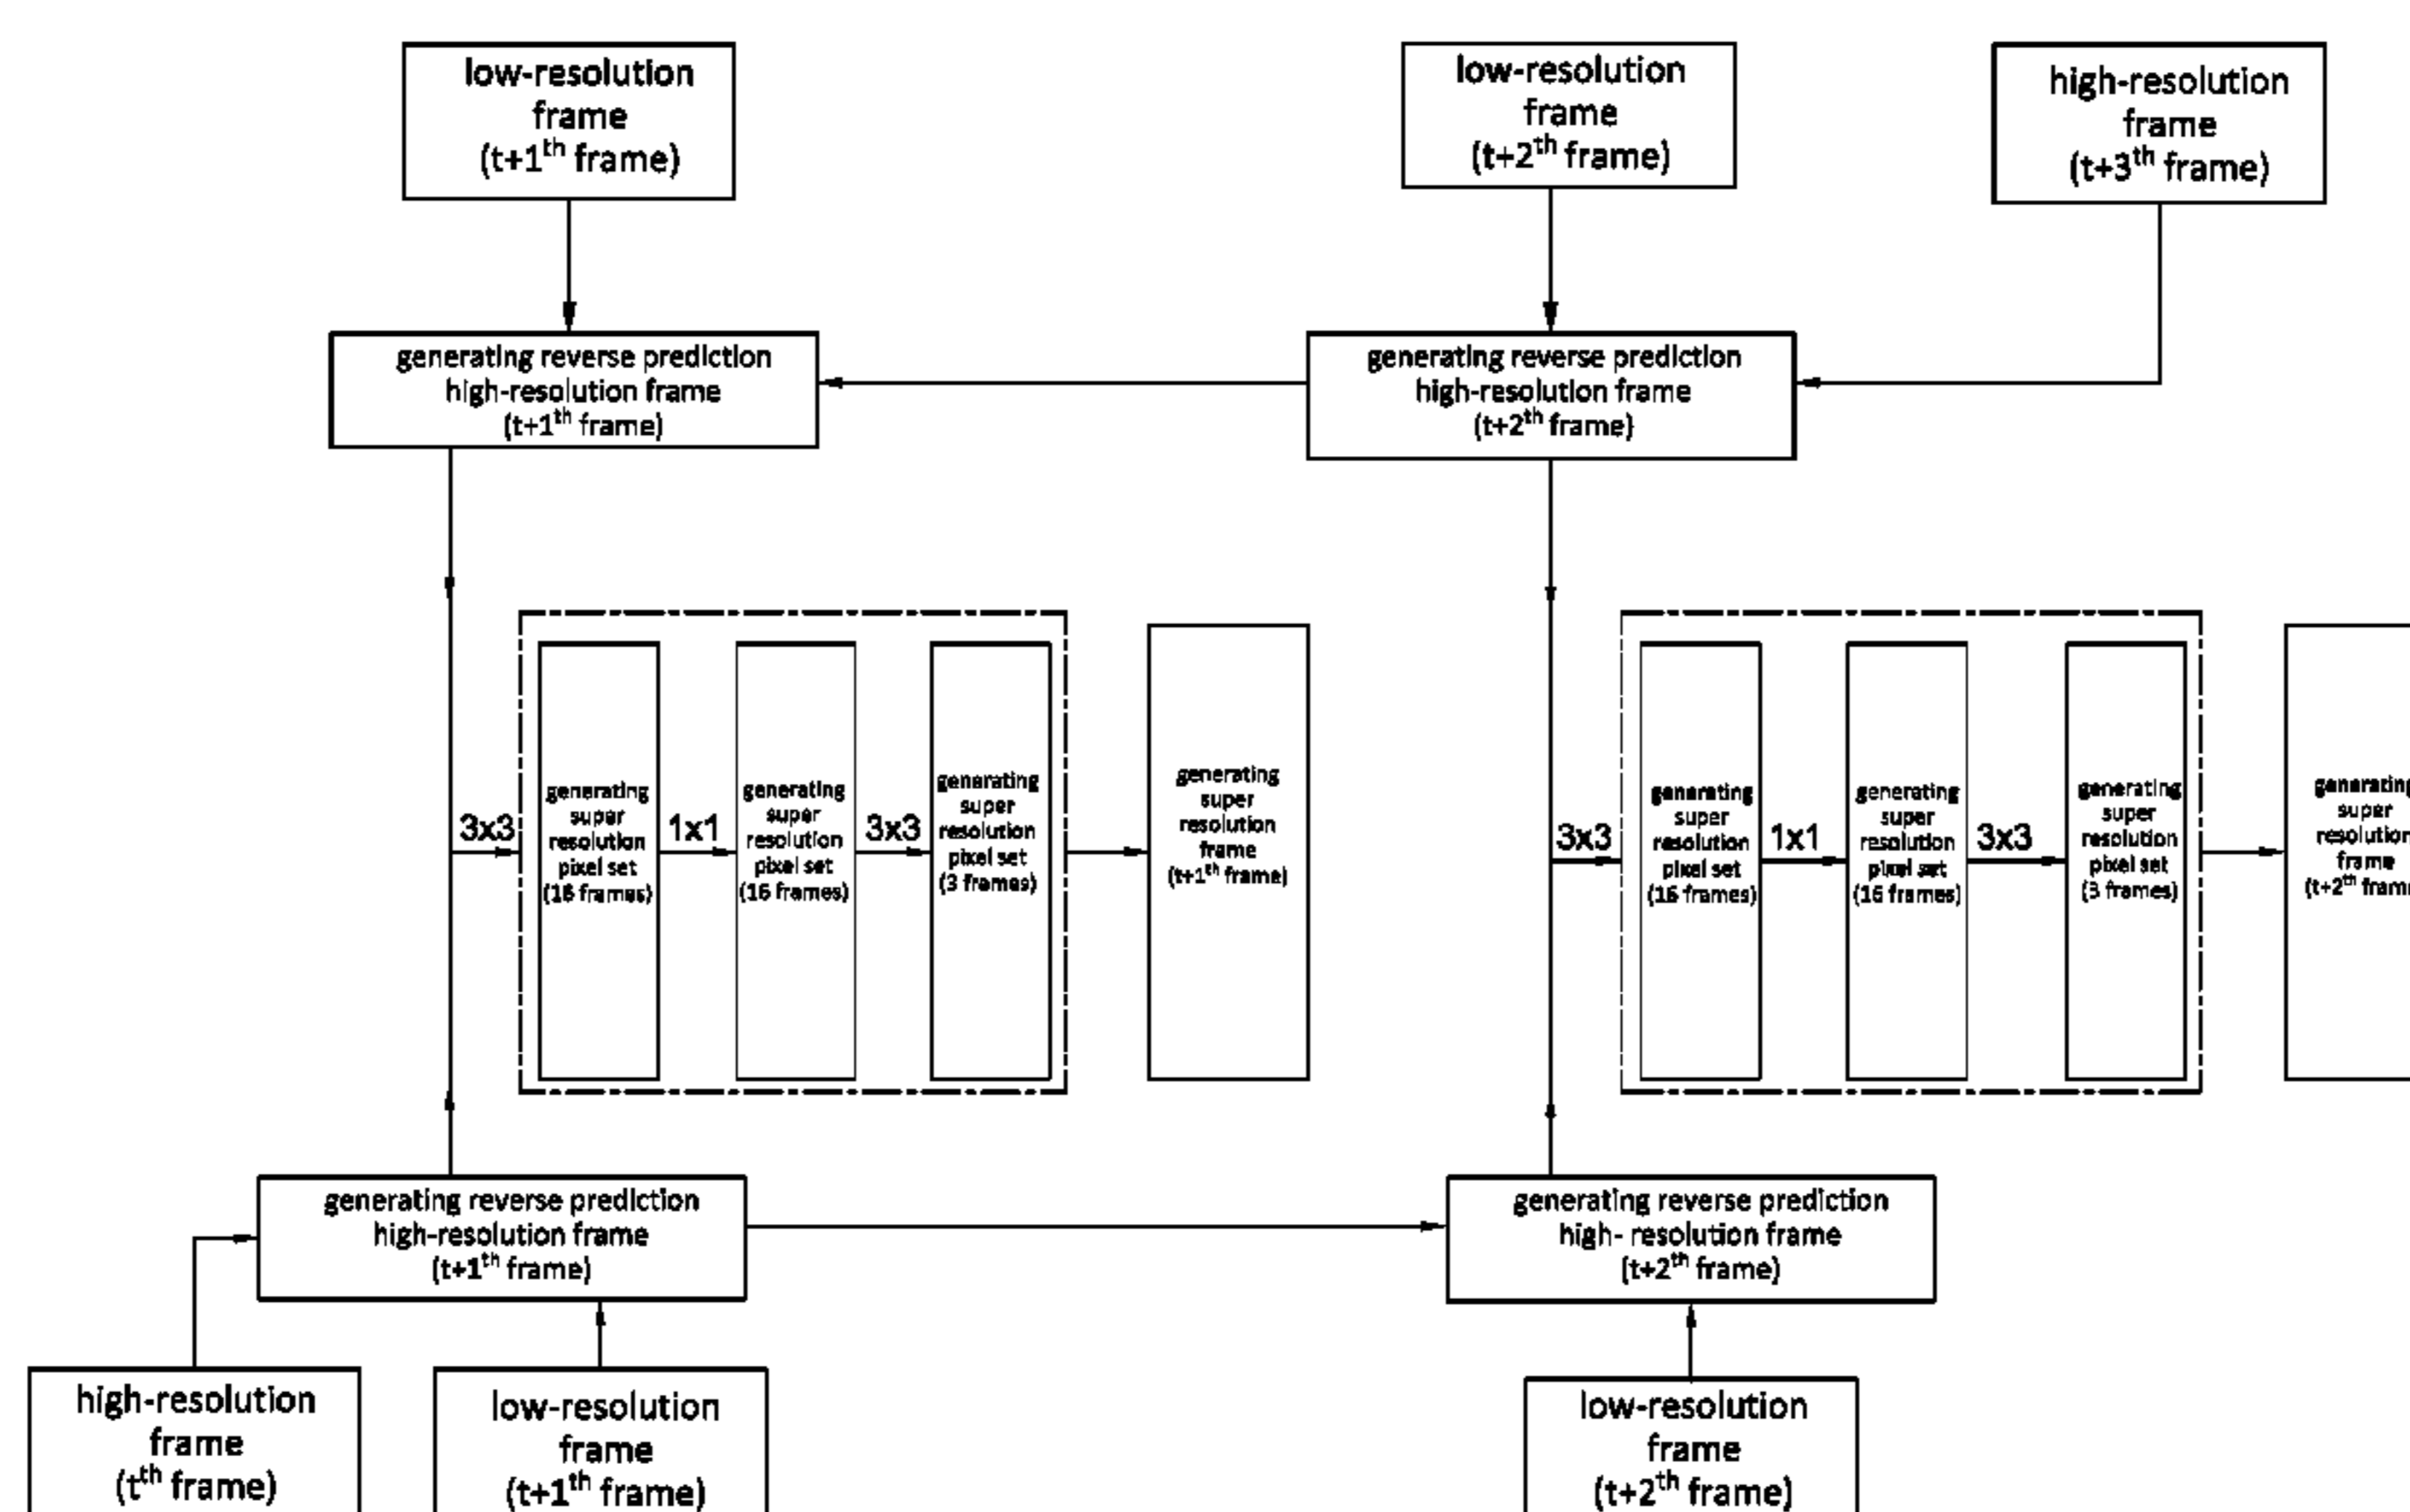 low-resolution
frame
(t+1th frame)
low-resolution
frame
(t+2th frame)
high-resolution
frame
(t+3th frame)
generating reverse prediction
high-resolution frame
(t+1th frame)
generating reverse prediction
high-resolution frame
(t+2th frame)
3x3
generating
super
resolution
pixel set
(16 frames)
1x1
generating
super
resolution
pixel set
(16 frames)
3x3
generating
super
resolution
pixel set
(3 frames)
generating
super
resolution
frame
(t+1th frame)
3x3
generating
super
resolution
pixel set
(16 frames)
1x1
generating
super
resolution
pixel set
(16 frames)
3x3
generating
super
resolution
pixel set
(3 frames)
generating
super
resolution
frame
(t+2th fram
generating reverse prediction
high-resolution frame
(t+1th frame)
generating reverse prediction
high- resolution frame
(t+2th frame)
high-resolution
frame
(tth frame)
low-resolution
frame
(t+1th frame)
low-resolution
frame
(t+2th frame)